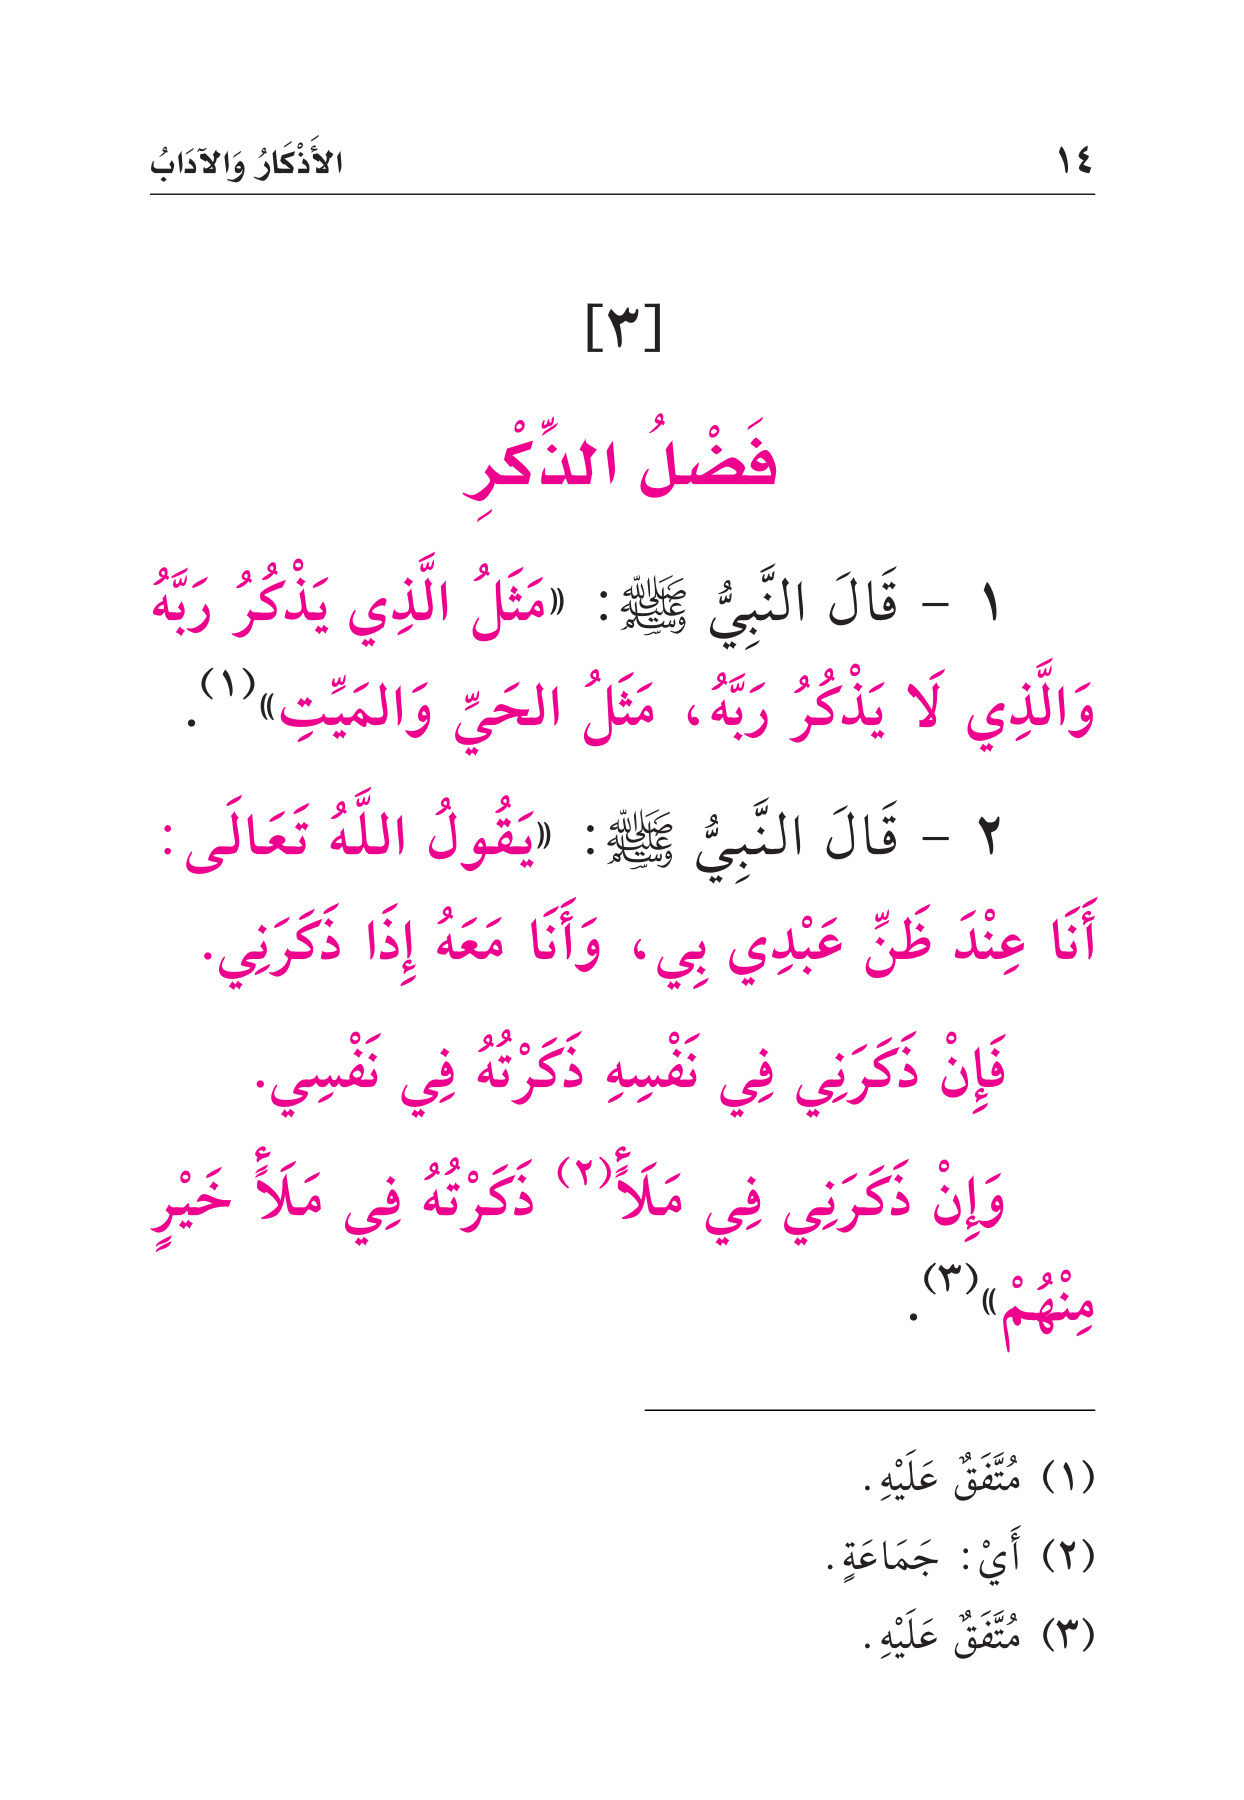 ١٤ الأَذْكَارُ وَالآدَابُ
[٣]
فَضْلُ الذِّكْرِ
١ - قَالَ النَّبِيُّ ﷺ: «مَثَلُ الَّذِي يَذْكُرُ رَبَّهُ
وَالَّذِي لَا يَذْكُرُ رَبَّهُ، مَثَلُ الحَيِّ وَالمَيِّتِ»(١).
٢ - قَالَ النَّبِيُّ ﷺ: «يَقُولُ اللَّهُ تَعَالَى:
أَنَا عِنْدَ ظَنِّ عَبْدِي بِي، وَأَنَا مَعَهُ إِذَا ذَكَرَنِي.
فَإِنْ ذَكَرَنِي فِي نَفْسِهِ ذَكَرْتُهُ فِي نَفْسِي.
وَإِنْ ذَكَرَنِي فِي مَلَأٍ(٢) ذَكَرْتُهُ فِي مَلَأٍ خَيْرٍ
مِنْهُمْ»(٣).
(١) مُتَّفَقٌ عَلَيْهِ.
(٢) أَيْ: جَمَاعَةٍ.
(٣) مُتَّفَقٌ عَلَيْهِ.